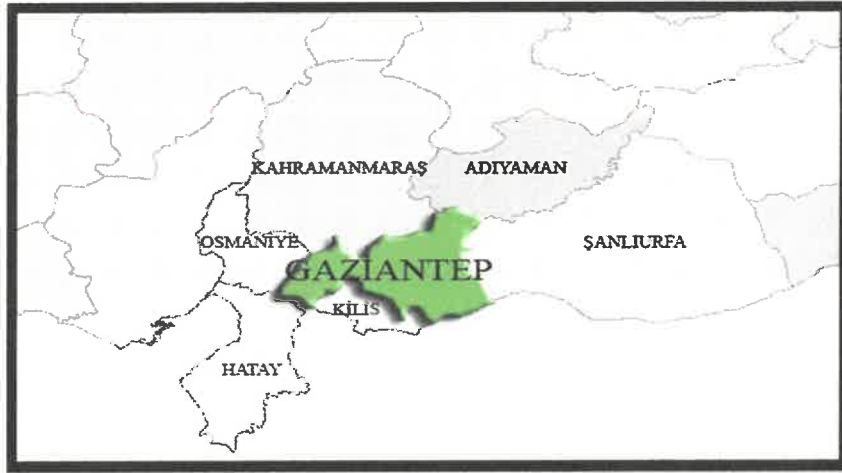 KAHRAMANMARAŞ
ADIYAMAN
OSMANİYE
ŞANLIURFA
GAZİANTEP
KİLİS
HATAY